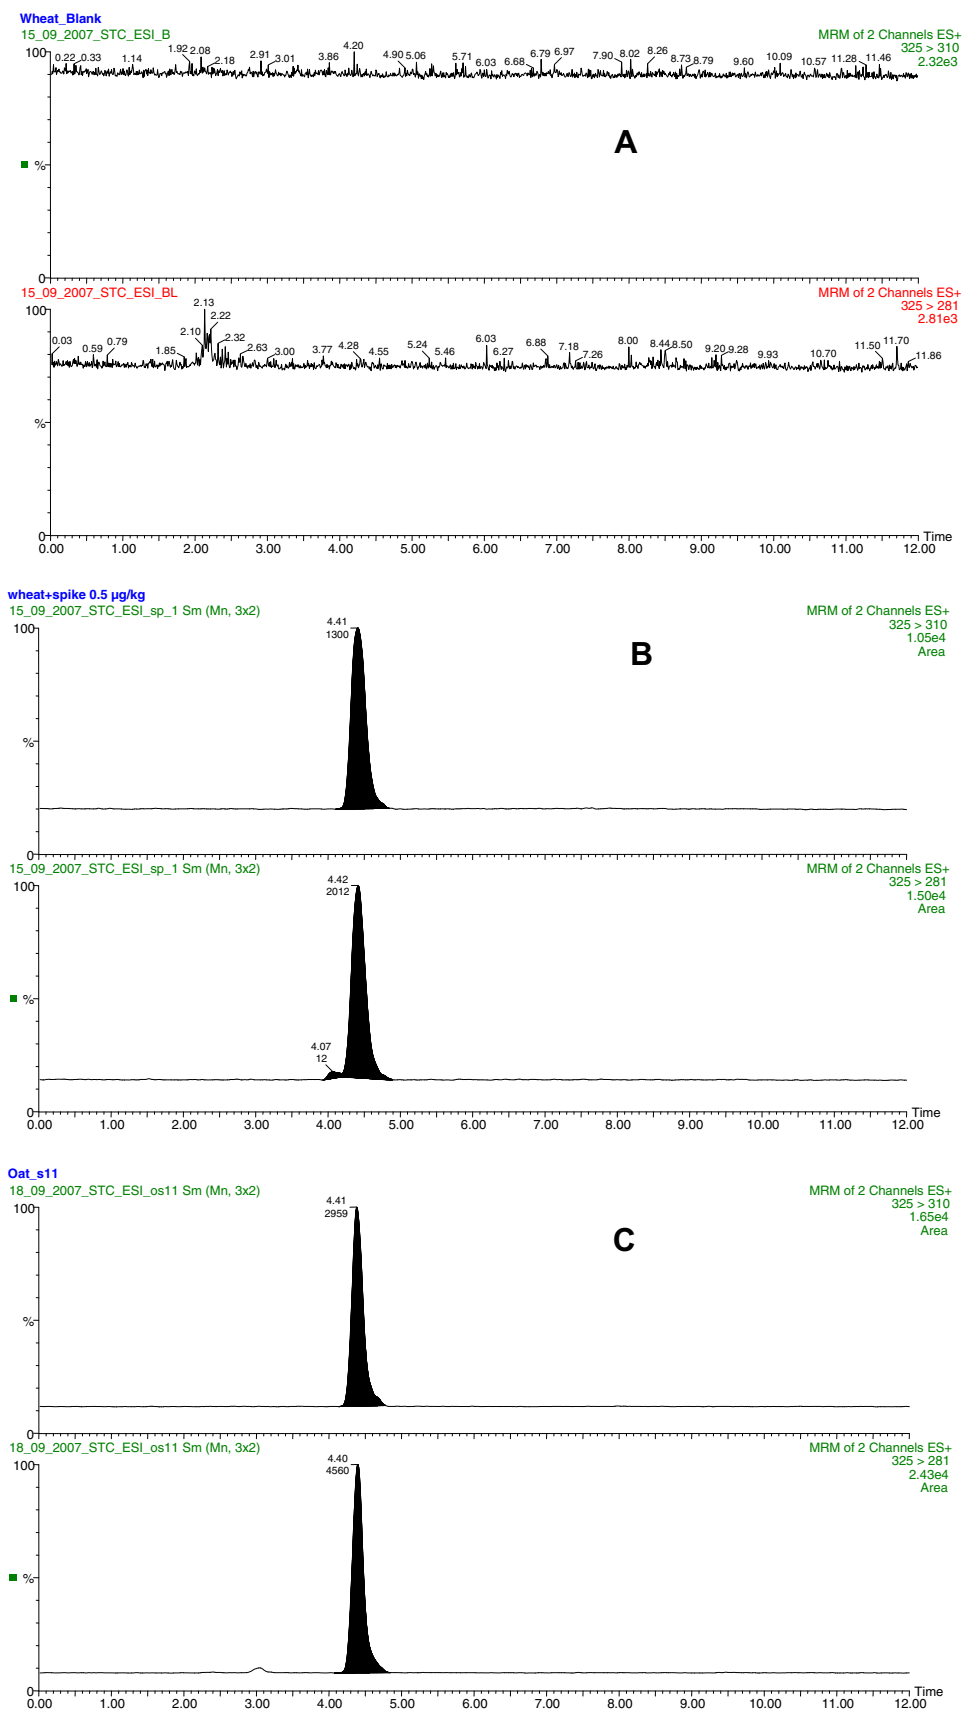 Wheat_Blank
15_09_2007_STC_ESI_B
MRM of 2 Channels ES+
325 > 310
2.32e3
100
0.22 0.33 1.14 1.92 2.08 2.18 2.91 3.01 3.86 4.20 4.90 5.06 5.71 6.03 6.68 6.79 6.97 7.90 8.02 8.26 8.73 8.79 9.60 10.09 10.57 11.28 11.46
A
%
0
15_09_2007_STC_ESI_BL
MRM of 2 Channels ES+
325 > 281
2.81e3
100
0.03 0.59 0.79 1.85 2.10 2.13 2.22 2.32 2.63 3.00 3.77 4.28 4.55 5.24 5.46 6.03 6.27 6.88 7.18 7.26 8.00 8.44 8.50 9.20 9.28 9.93 10.70 11.50 11.70 11.86
%
0
Time
0.00 1.00 2.00 3.00 4.00 5.00 6.00 7.00 8.00 9.00 10.00 11.00 12.00
wheat+spike 0.5 µg/kg
15_09_2007_STC_ESI_sp_1 Sm (Mn, 3x2)
MRM of 2 Channels ES+
325 > 310
1.05e4
Area
100
4.41
1300
B
%
0
15_09_2007_STC_ESI_sp_1 Sm (Mn, 3x2)
MRM of 2 Channels ES+
325 > 281
1.50e4
Area
100
4.42
2012
%
4.07
12
0
Time
0.00 1.00 2.00 3.00 4.00 5.00 6.00 7.00 8.00 9.00 10.00 11.00 12.00
Oat_s11
18_09_2007_STC_ESI_os11 Sm (Mn, 3x2)
MRM of 2 Channels ES+
325 > 310
1.65e4
Area
100
4.41
2959
C
%
0
18_09_2007_STC_ESI_os11 Sm (Mn, 3x2)
MRM of 2 Channels ES+
325 > 281
2.43e4
Area
100
4.40
4560
%
0
Time
0.00 1.00 2.00 3.00 4.00 5.00 6.00 7.00 8.00 9.00 10.00 11.00 12.00